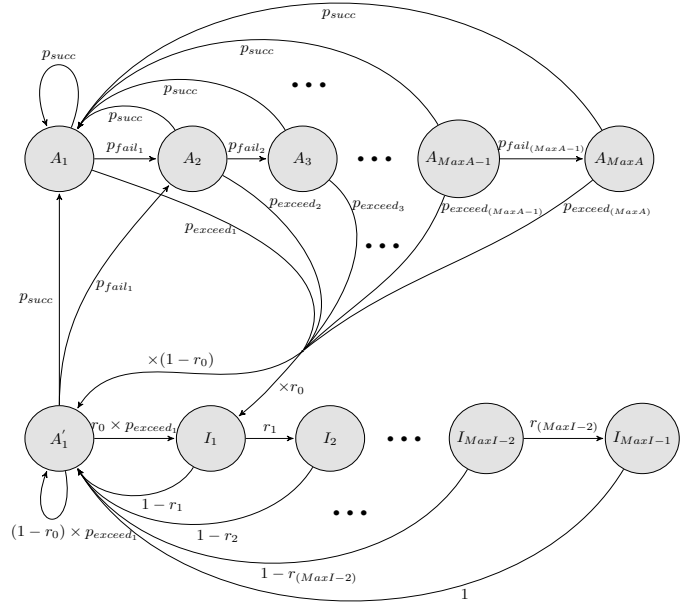 p_{succ}
p_{succ}
p_{succ}
p_{succ}
p_{succ}
...
A_1
p_{fail_1}
A_2
p_{fail_2}
A_3
...
A_{MaxA−1}
p_{fail_{(MaxA−1)}}
A_{MaxA}
p_{exceed_1}
p_{exceed_2}
p_{exceed_3}
p_{exceed_{(MaxA−1)}}
p_{exceed_{(MaxA)}}
...
p_{succ}
p_{fail_1}
×(1−r_0)
×r_0
A_1^'
r_0 × p_{exceed_1}
I_1
r_1
I_2
...
I_{MaxI−2}
r_{(MaxI−2)}
I_{MaxI−1}
(1−r_0) × p_{exceed_1}
1 − r_1
1 − r_2
...
1 − r_{(MaxI−2)}
1